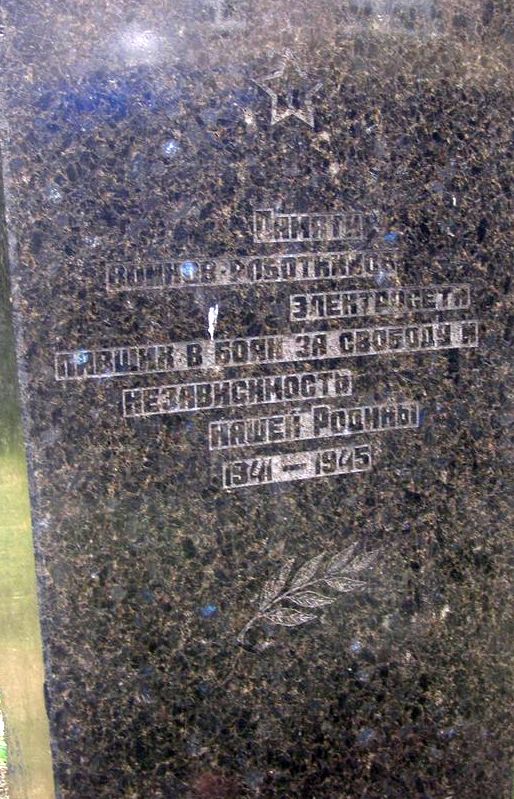 Памяти
воинов-работников
электросети
павших в боях за свободу и
независимость
нашей Родины
1941 — 1945